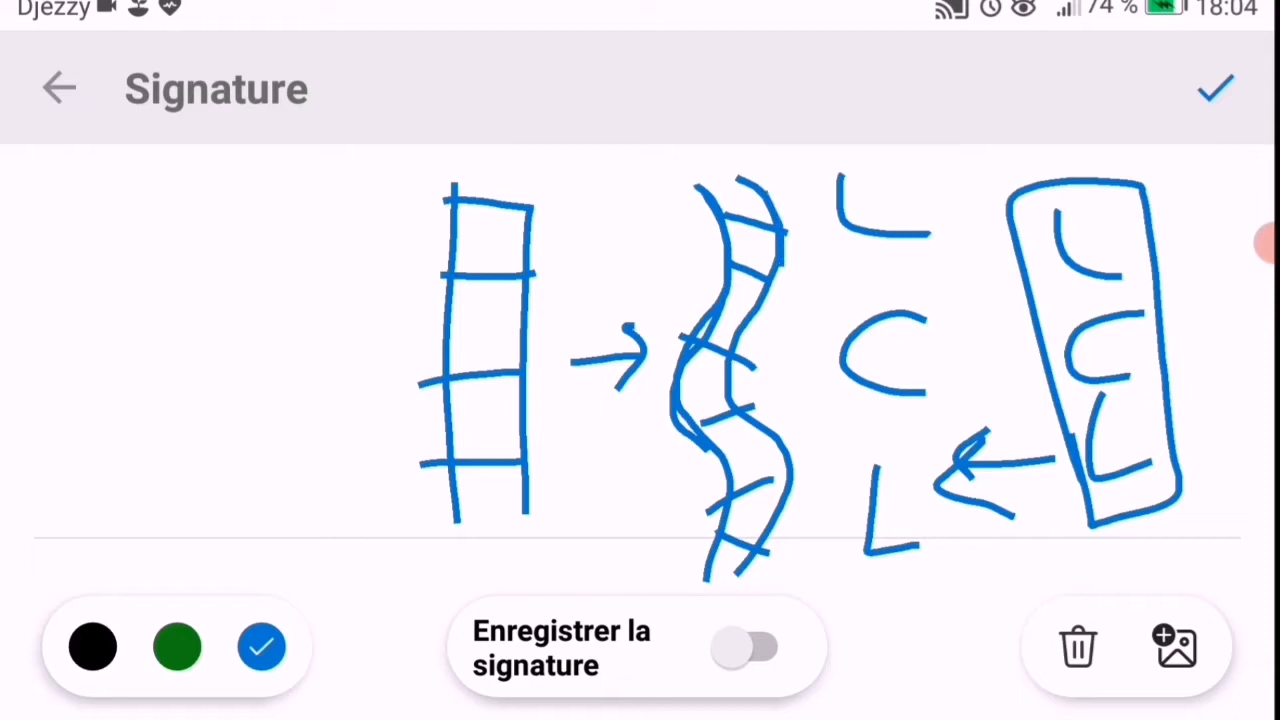 Djezzy 74 % 18:04
Signature
L L
C C
L L
Enregistrer la
signature